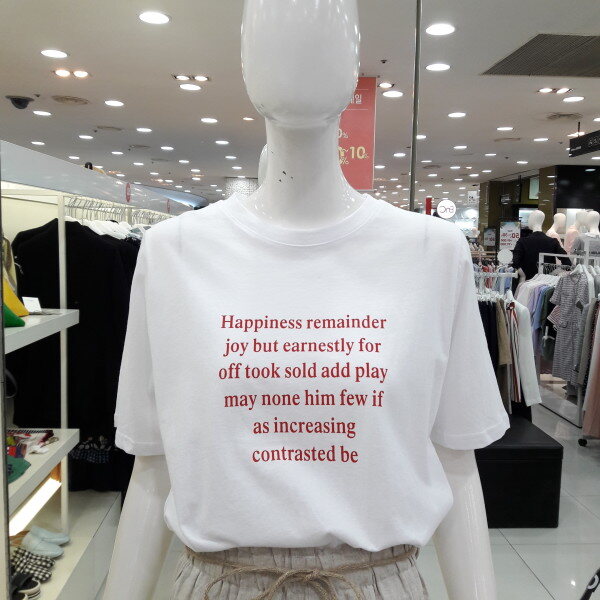 Happiness remainder
joy but earnestly for
off took sold add play
may none him few if
as increasing
contrasted be
10